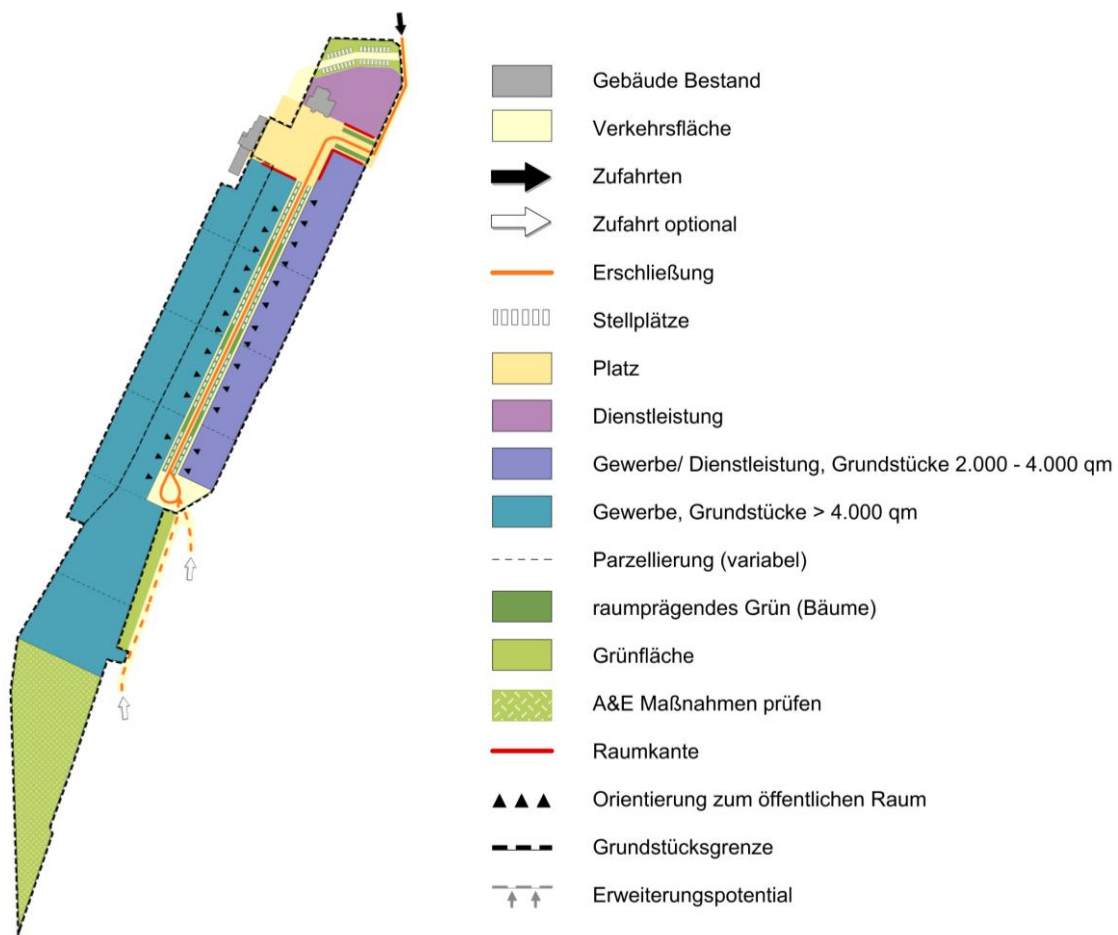 Gebäude Bestand
Verkehrsfläche
Zufahrten
Zufahrt optional
Erschließung
Stellplätze
Platz
Dienstleistung
Gewerbe/ Dienstleistung, Grundstücke 2.000 - 4.000 qm
Gewerbe, Grundstücke > 4.000 qm
Parzellierung (variabel)
raumprägendes Grün (Bäume)
Grünfläche
A&E Maßnahmen prüfen
Raumkante
Orientierung zum öffentlichen Raum
Grundstücksgrenze
Erweiterungspotential